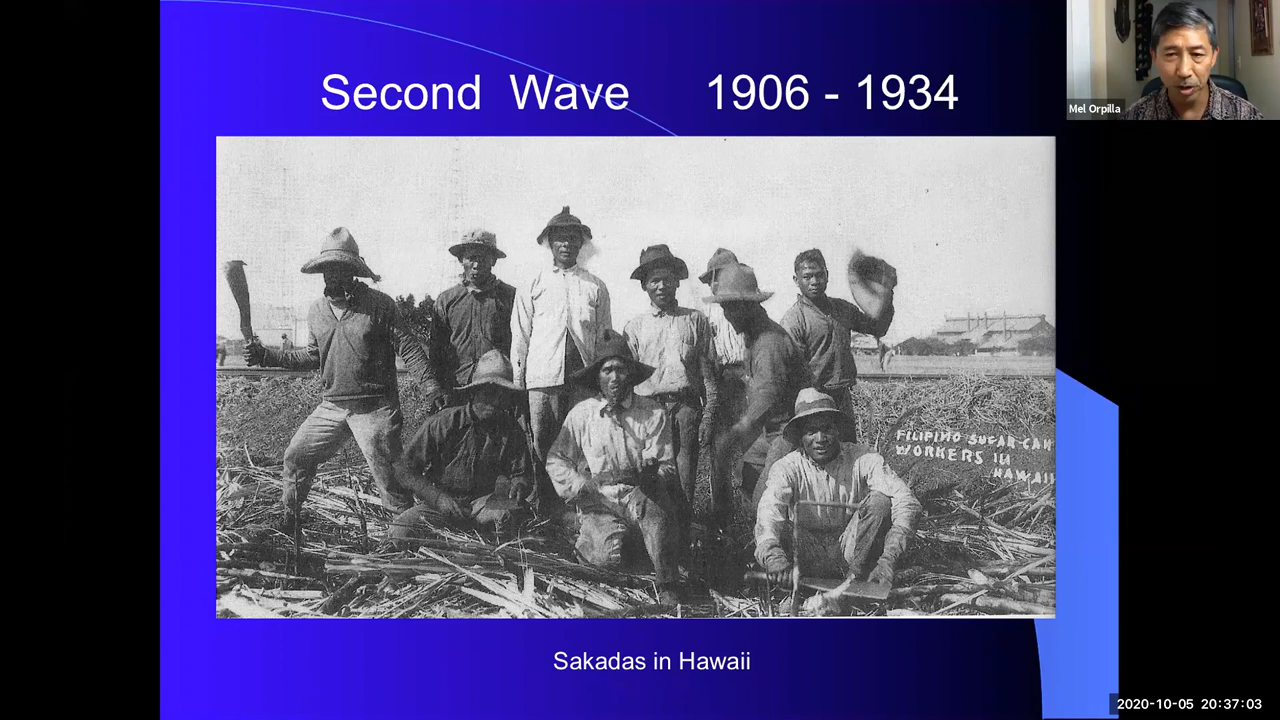 Second Wave 1906 - 1934
Mel Orpilla
FILIPINO SUGAR CAN
WORKERS IN
HAWAII
Sakadas in Hawaii
2020-10-05 20:37:03